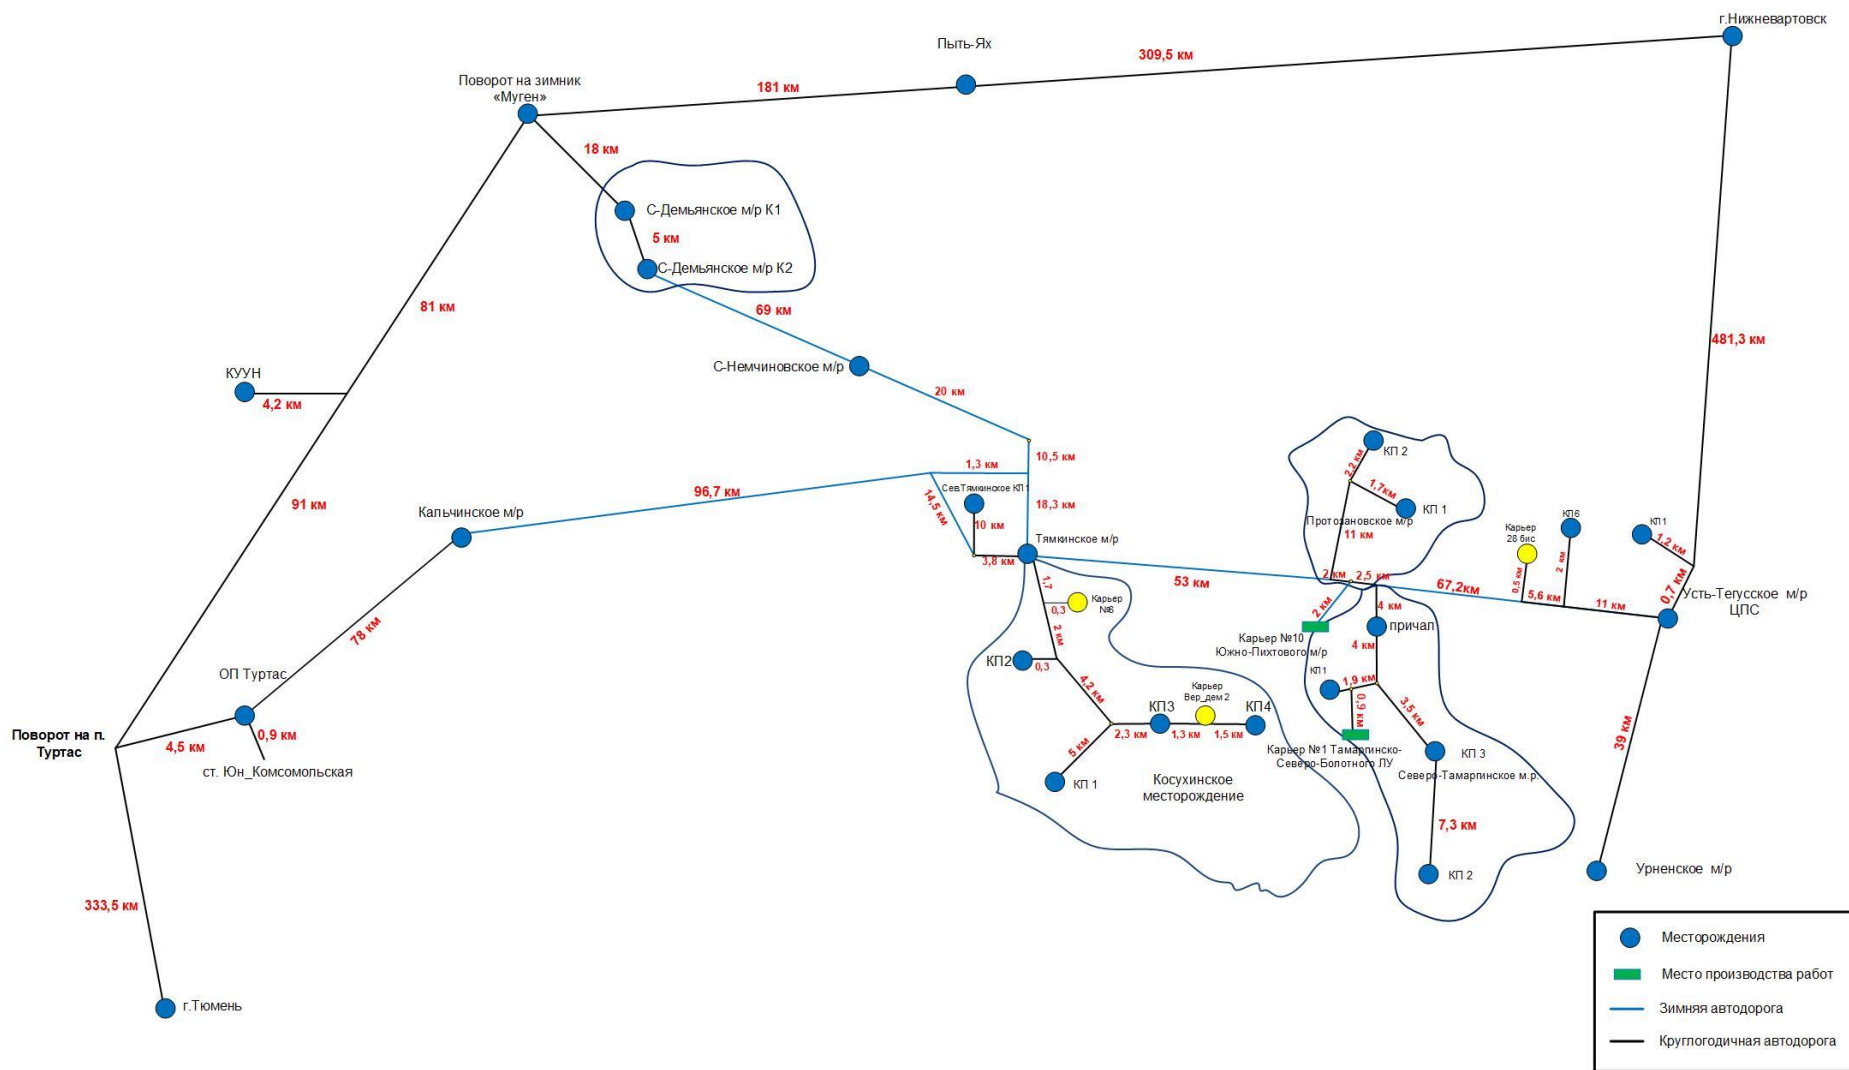 г.Нижневартовск
Пыть-Ях
309,5 км
Поворот на зимник
«Муген»
181 км
18 км
С-Демьянское м/р К1
5 км
С-Демьянское м/р К2
81 км
69 км
481,3 км
С-Немчиновское м/р
КУУН
4,2 км
20 км
10,5 км
1,3 км
96,7 км
14,5 км
Сев.Тямкинское КП1
18,3 км
10 км
91 км
Кальчинское м/р
Тямкинское м/р
3,8 км
53 км
КП 2
2,2 км
1,7км
КП 1
Протозановское м/р
11 км
2 км
2,5 км
67,2км
Карьер
28 бис
0,5 км
КП6
2 км
5,6 км
11 км
КП1
1,2 км
0,7 км
Усть-Тегусское м/р
ЦПС
1,7
Карьер
№6
0,3
2 км
КП2
0,3
4,2 км
2 км
Карьер №10
Южно-Пихтового м/р
4 км
причал
4 км
КП1
1,9 км
0,9 км
3,5 км
Карьер №1 Тамаргинско-
Северо-Болотного ЛУ
КП 3
Северо-Тамаргинское м.р.
7,3 км
КП 2
78 км
ОП Туртас
Поворот на п.
Туртас
4,5 км
0,9 км
ст. Юн_Комсомольская
КП3
Карьер
Вер_дем 2
КП4
2,3 км
1,3 км
1,5 км
5 км
КП 1
Косухинское
месторождение
39 км
Урненское м/р
333,5 км
г.Тюмень
Месторождения
Место производства работ
Зимняя автодорога
Круглогодичная автодорога